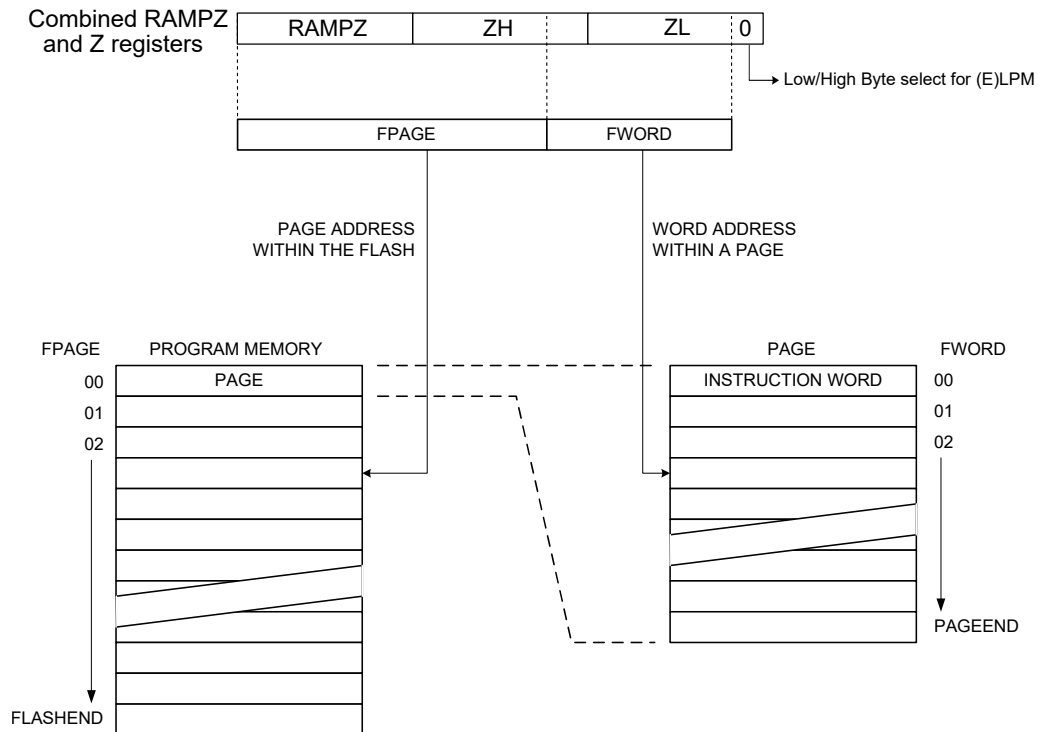 Combined RAMPZ
and Z registers
RAMPZ ZH ZL 0
Low/High Byte select for (E)LPM
FPAGE FWORD
PAGE ADDRESS
WITHIN THE FLASH
WORD ADDRESS
WITHIN A PAGE
FPAGE PROGRAM MEMORY
00 PAGE
01
02
FLASHEND
PAGE FWORD
INSTRUCTION WORD 00
01
02
PAGEEND